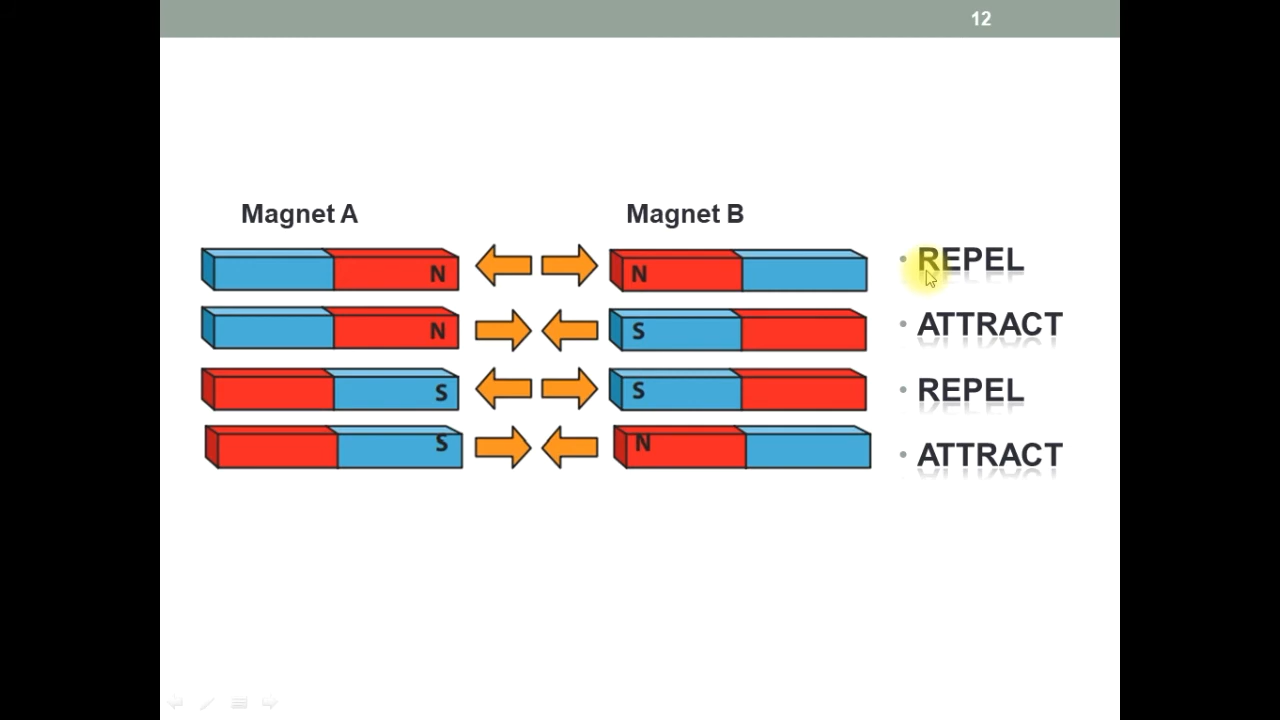 12
Magnet A Magnet B
N N • REPEL
N S • ATTRACT
S S • REPEL
S N • ATTRACT